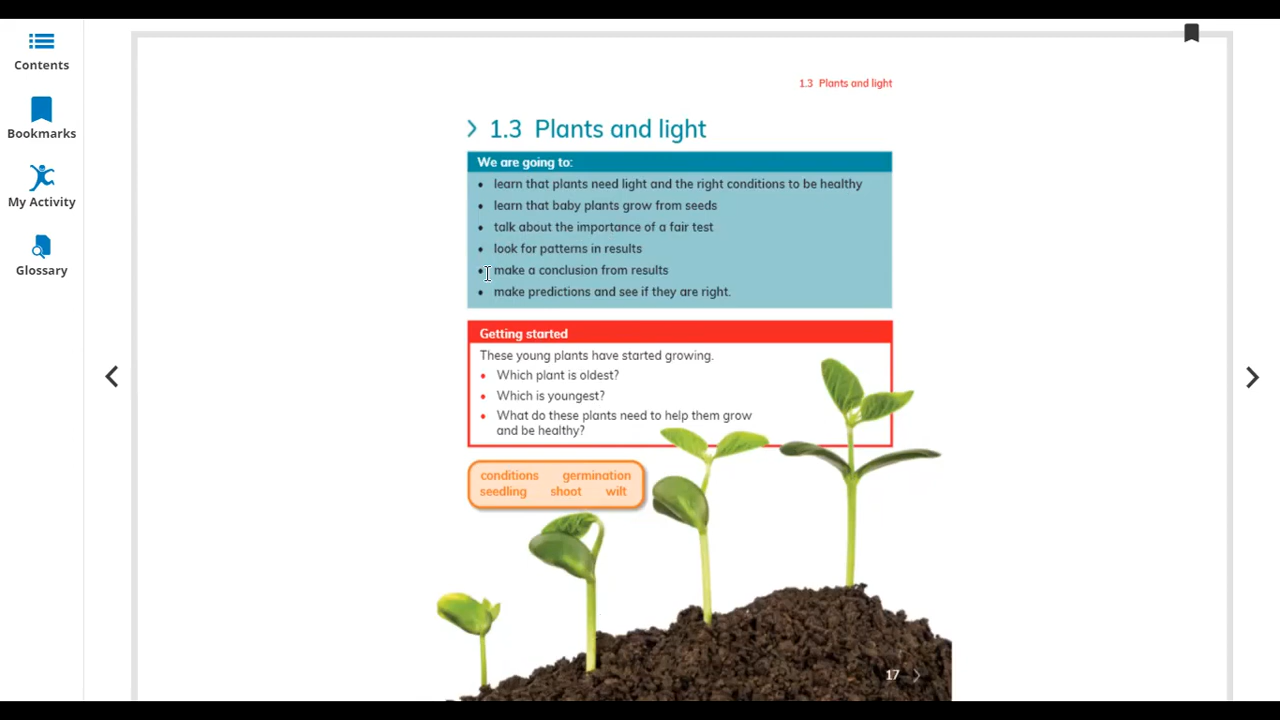 Contents
Bookmarks
My Activity
Glossary
1.3 Plants and light
1.3 Plants and light
We are going to:
• learn that plants need light and the right conditions to be healthy
• learn that baby plants grow from seeds
• talk about the importance of a fair test
• look for patterns in results
• make a conclusion from results
• make predictions and see if they are right.
Getting started
These young plants have started growing.
• Which plant is oldest?
• Which is youngest?
• What do these plants need to help them grow
and be healthy?
conditions germination
seedling shoot wilt
17